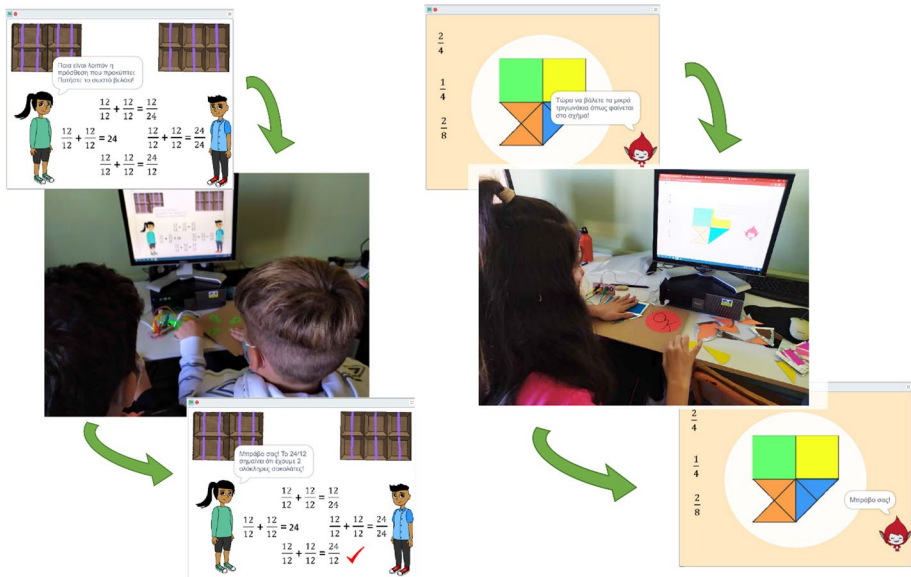 Ποια είναι λοιπόν η
πρόσθεση που προκύπτει;
Πατήστε το σωστό βελάκι!
12/12 + 12/12 = 12/24
12/12 + 12/12 = 24
12/12 + 12/12 = 24/24
12/12 + 12/12 = 24/12
2/4
1/4
2/8
Τώρα να βάλετε τα μικρά
τριγωνάκια όπως φαίνεται
στο σχήμα!
Μπράβο σας! Το 24/12
σημαίνει ότι έχουμε 2
ολόκληρες σοκολάτες!
12/12 + 12/12 = 12/24
12/12 + 12/12 = 24
12/12 + 12/12 = 24/24
12/12 + 12/12 = 24/12
2/4
1/4
2/8
Μπράβο σας!